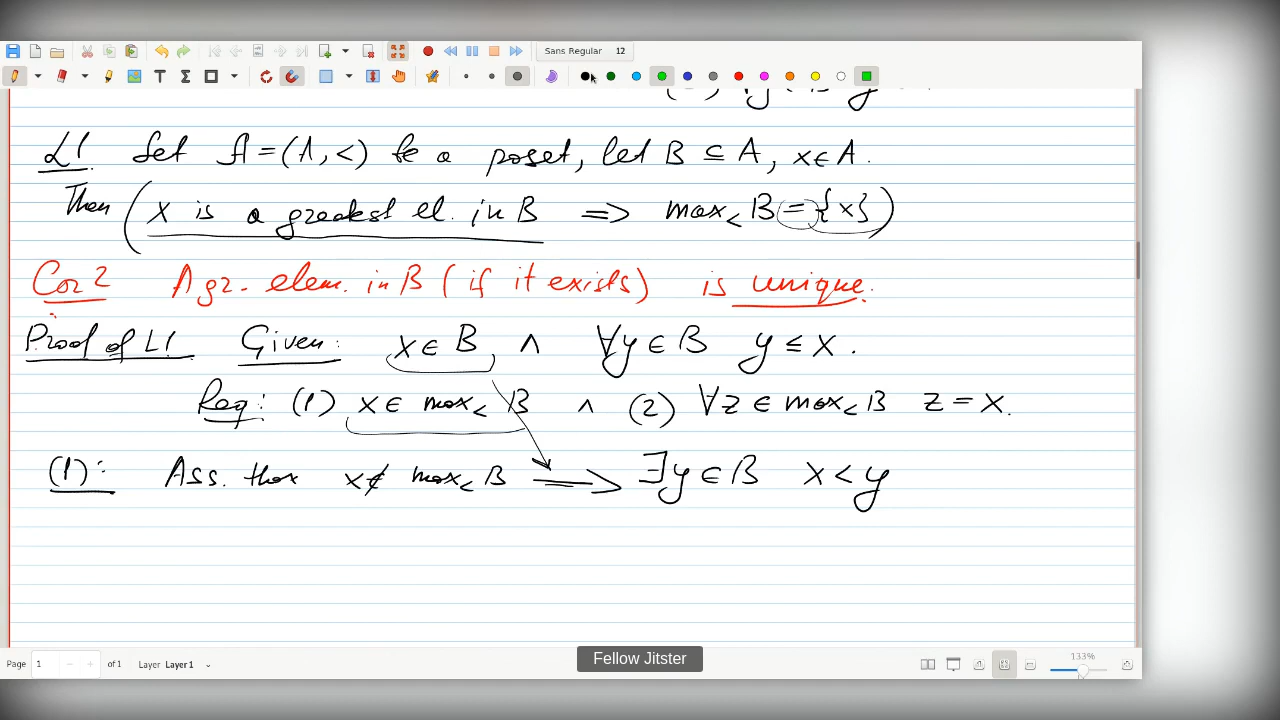 Sans Regular 12
L1 Let 𝔄 = (A, <) be a poset, let B ⊆ A, x ∈ A.
Then (x is a greatest el. in B ⟹ max< B = {x})
Cor 2 A gr. elem. in B (if it exists) is unique.
Proof of L1 Given: x ∈ B ∧ ∀y ∈ B y ≤ x.
Req: (1) x ∈ max< B ∧ (2) ∀z ∈ max< B z = x.
(1): Ass. that x ∉ max< B ⟹ ∃y ∈ B x < y
Fellow Jitster
Page 1 of 1 Layer Layer 1 133%